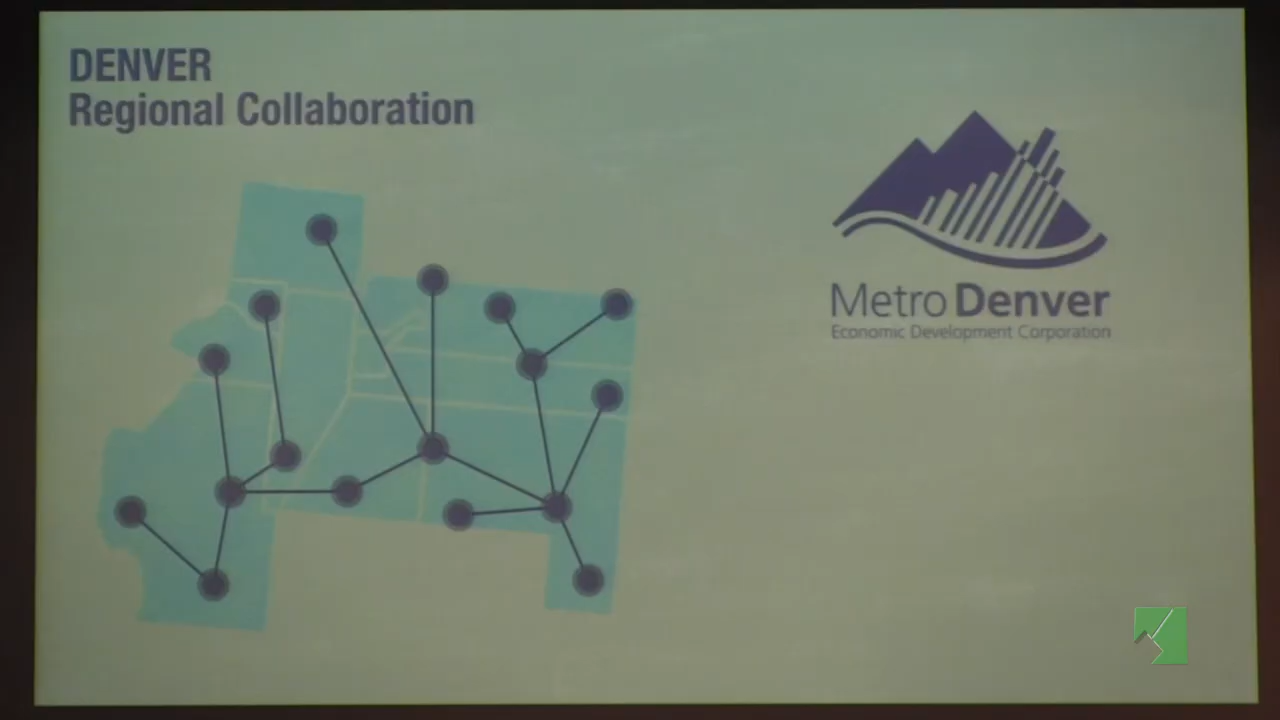 DENVER
Regional Collaboration
Metro Denver
Economic Development Corporation